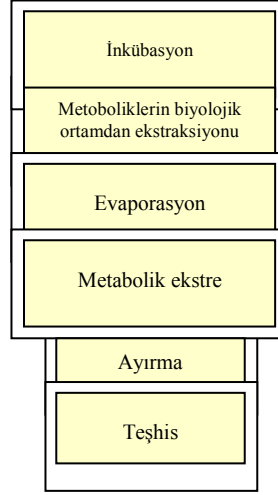 İnkübasyon
Metoboliklerin biyolojik
ortamdan ekstraksiyonu
Evaporasyon
Metabolik ekstre
Ayırma
Teşhis